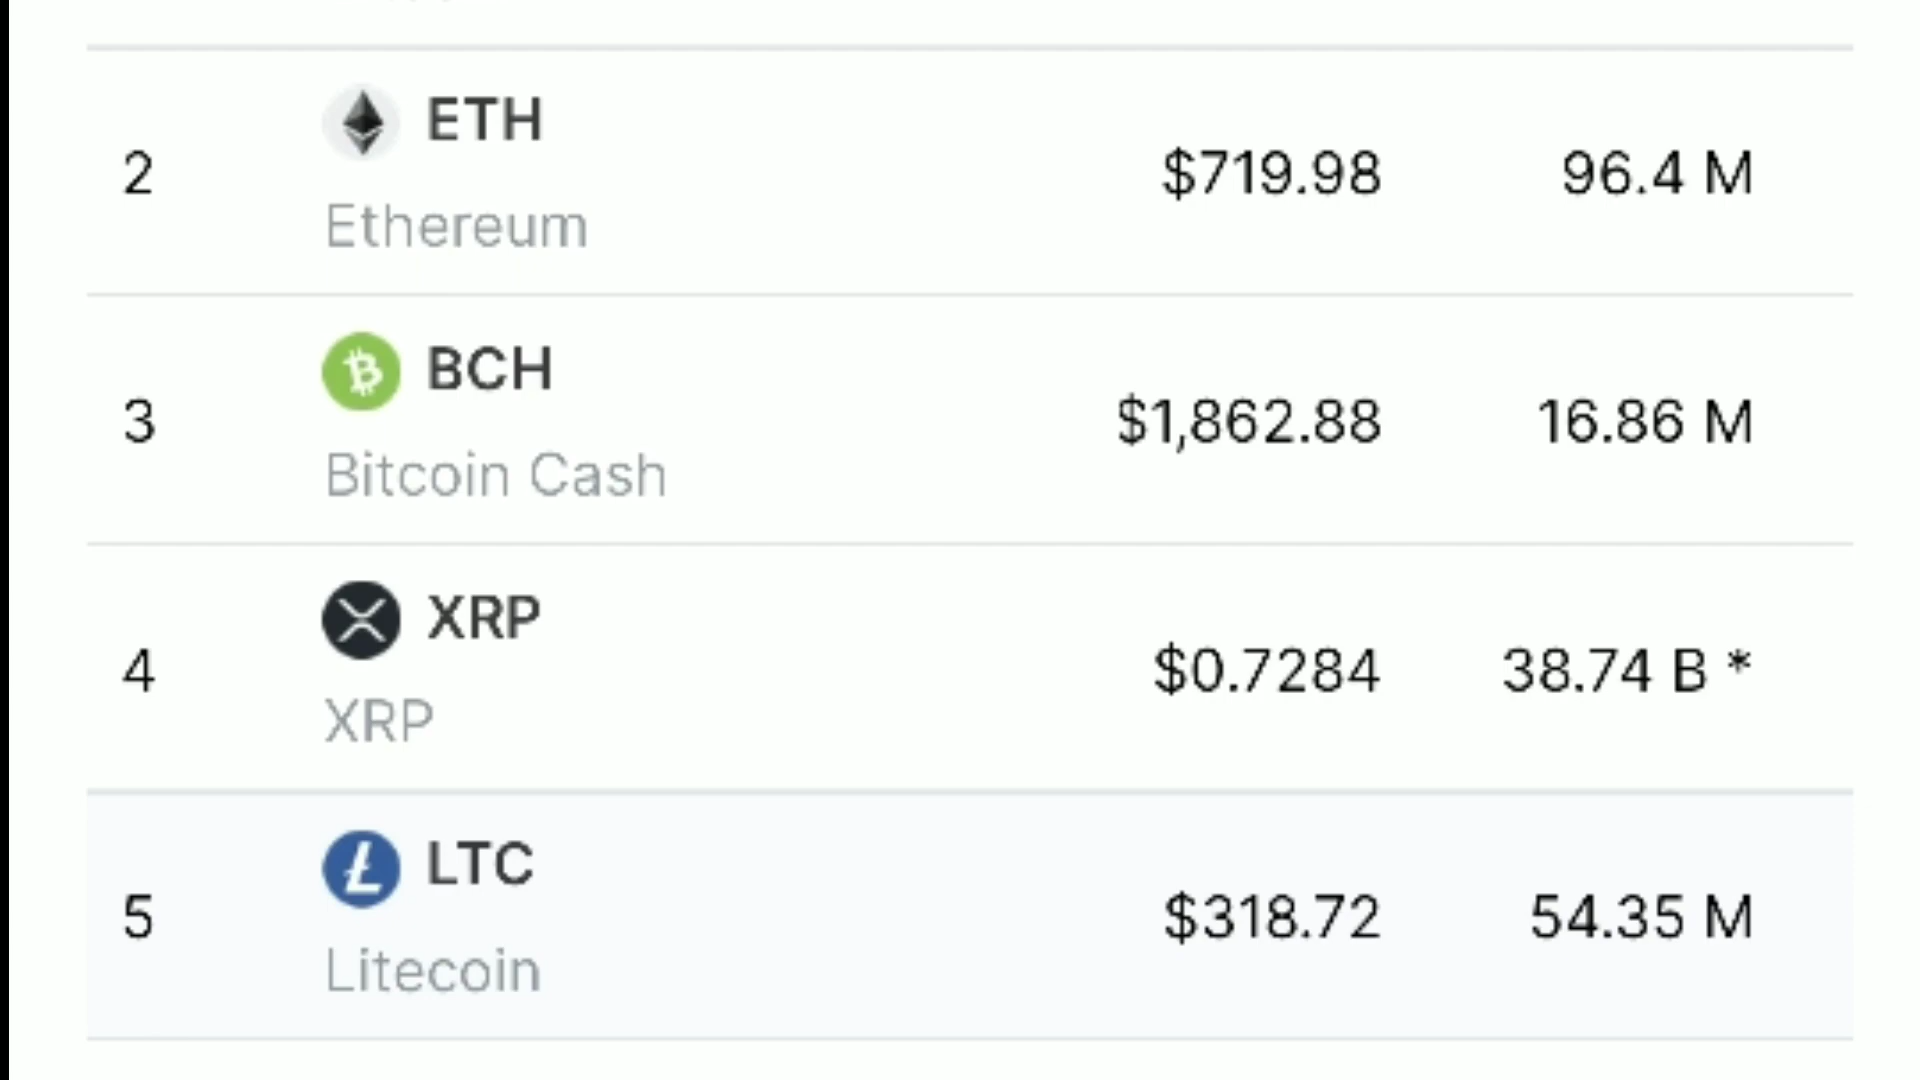 ETH
2 $719.98 96.4 M
Ethereum
BCH
3 $1,862.88 16.86 M
Bitcoin Cash
XRP
4 $0.7284 38.74 B *
XRP
LTC
5 $318.72 54.35 M
Litecoin